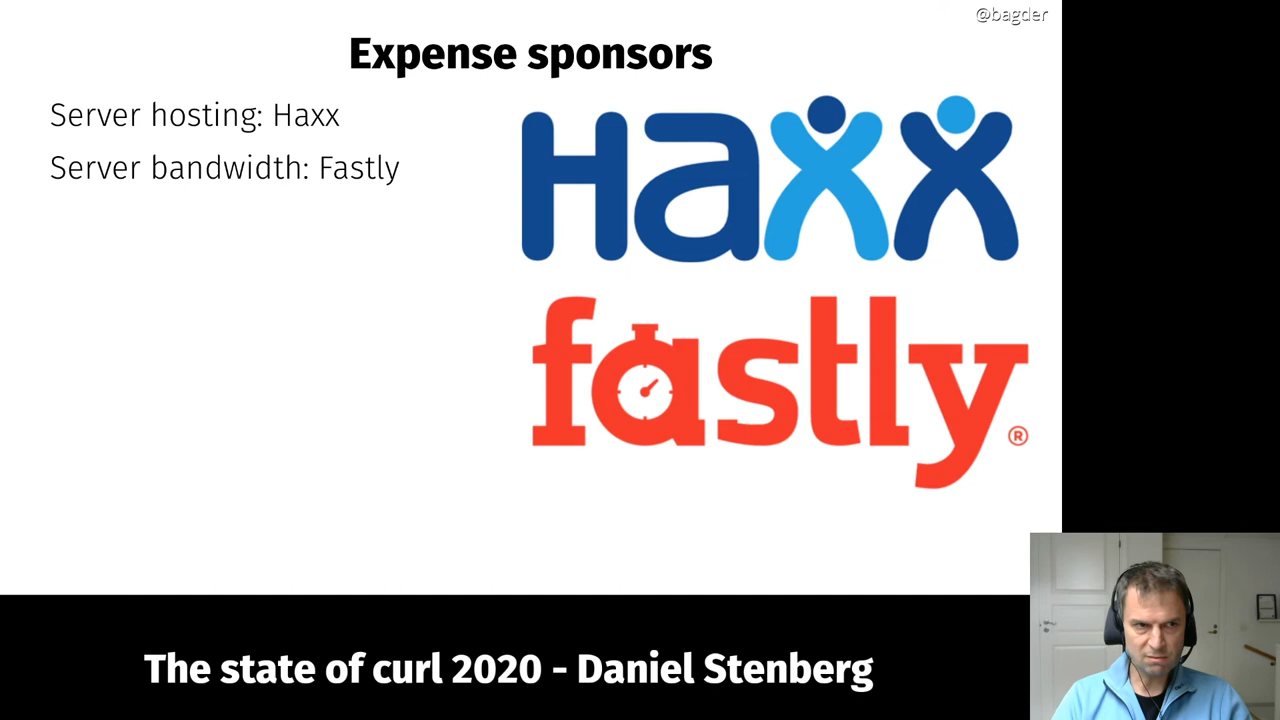 @bagder
Expense sponsors
Server hosting: Haxx
Server bandwidth: Fastly
Haxx
fastly®
The state of curl 2020 - Daniel Stenberg